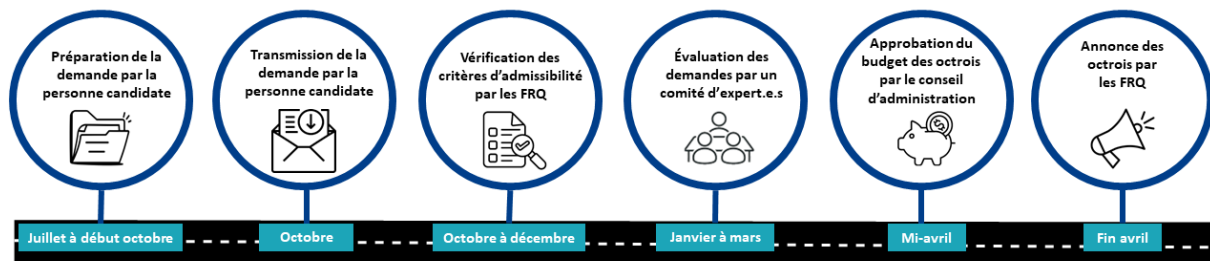 Préparation de la
demande par la
personne candidate
Transmission de la
demande par la
personne candidate
Vérification des
critères d'admissibilité
par les FRQ
Évaluation des
demandes par un
comité d'expert.e.s
Approbation du
budget des octrois
par le conseil
d'administration
Annonce des
octrois par
les FRQ
Juillet à début octobre
Octobre
Octobre à décembre
Janvier à mars
Mi-avril
Fin avril